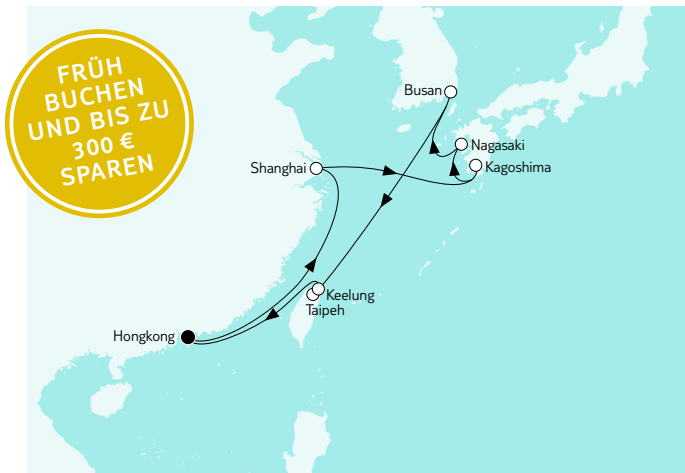 FRÜH
BUCHEN
UND BIS ZU
300 €
SPAREN
Busan
Nagasaki
Shanghai
Kagoshima
Keelung
Taipeh
Hongkong